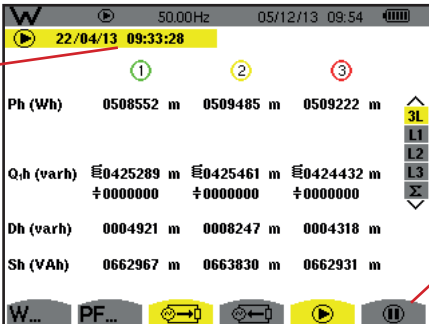 W 50.00Hz 05/12/13 09:54
22/04/13 09:33:28
1 2 3
Ph (Wh) 0508552 m 0509485 m 0509222 m
3L
L1
L2
Q₁h (varh) 0425289 m 0425461 m 0424432 m
L3
0000000 0000000 0000000
Σ
Dh (varh) 0004921 m 0008247 m 0004318 m
Sh (VAh) 0662967 m 0663830 m 0662931 m
W... PF...